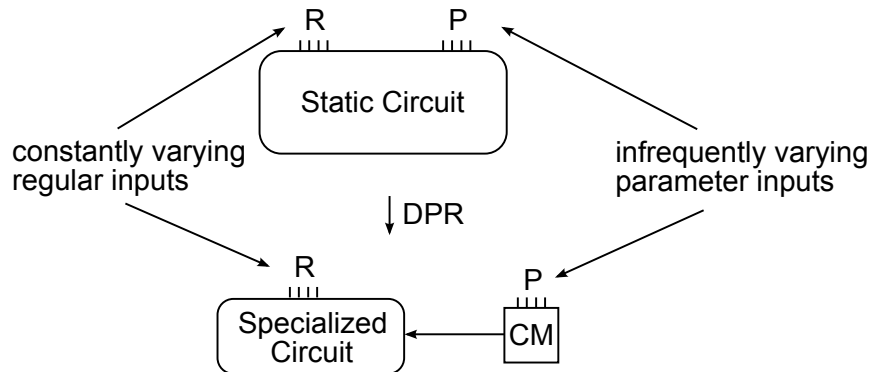 R
P
Static Circuit
constantly varying
regular inputs
infrequently varying
parameter inputs
DPR
R
P
Specialized
Circuit
CM